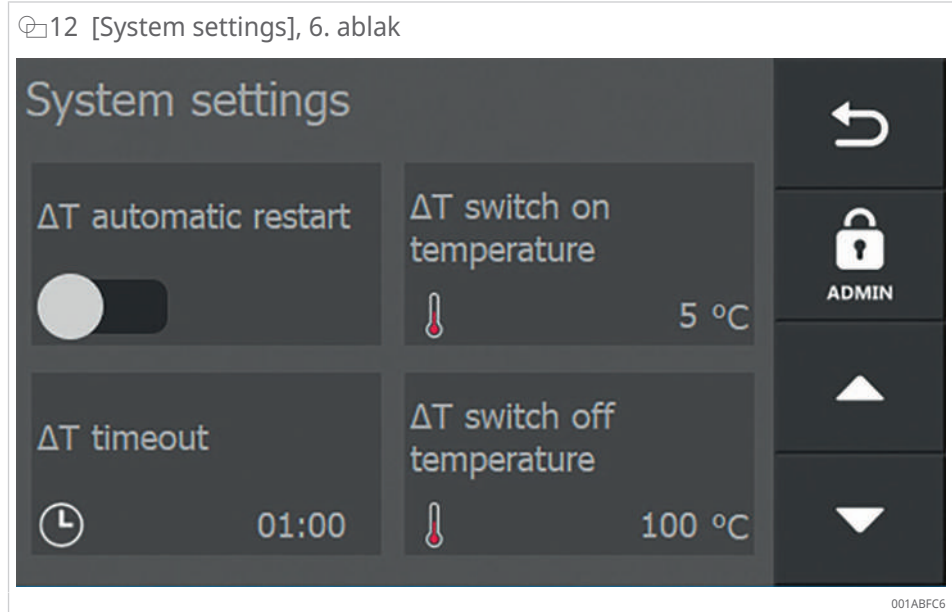 12 [System settings], 6. ablak
System settings
ΔT automatic restart
ΔT switch on
temperature
5 °C
ADMIN
ΔT timeout
01:00
ΔT switch off
temperature
100 °C
001ABFC6